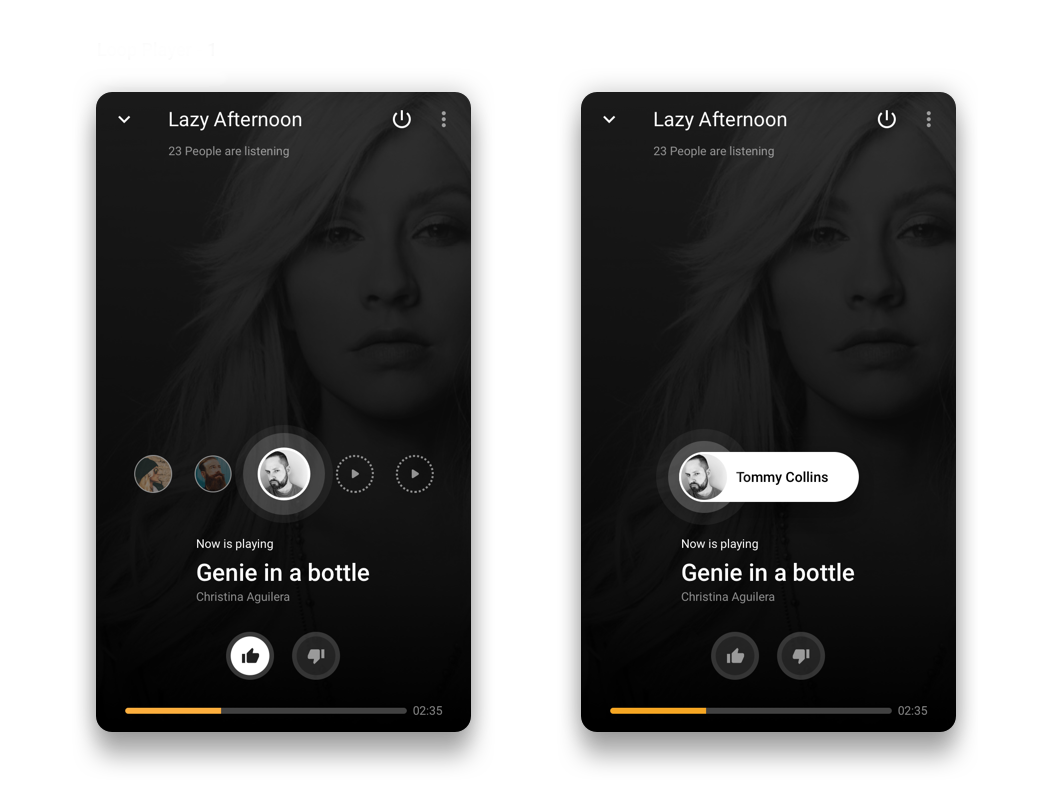 Lazy Afternoon
23 People are listening
Now is playing
Genie in a bottle
Christina Aguilera
02:35
Lazy Afternoon
23 People are listening
Tommy Collins
Now is playing
Genie in a bottle
Christina Aguilera
02:35